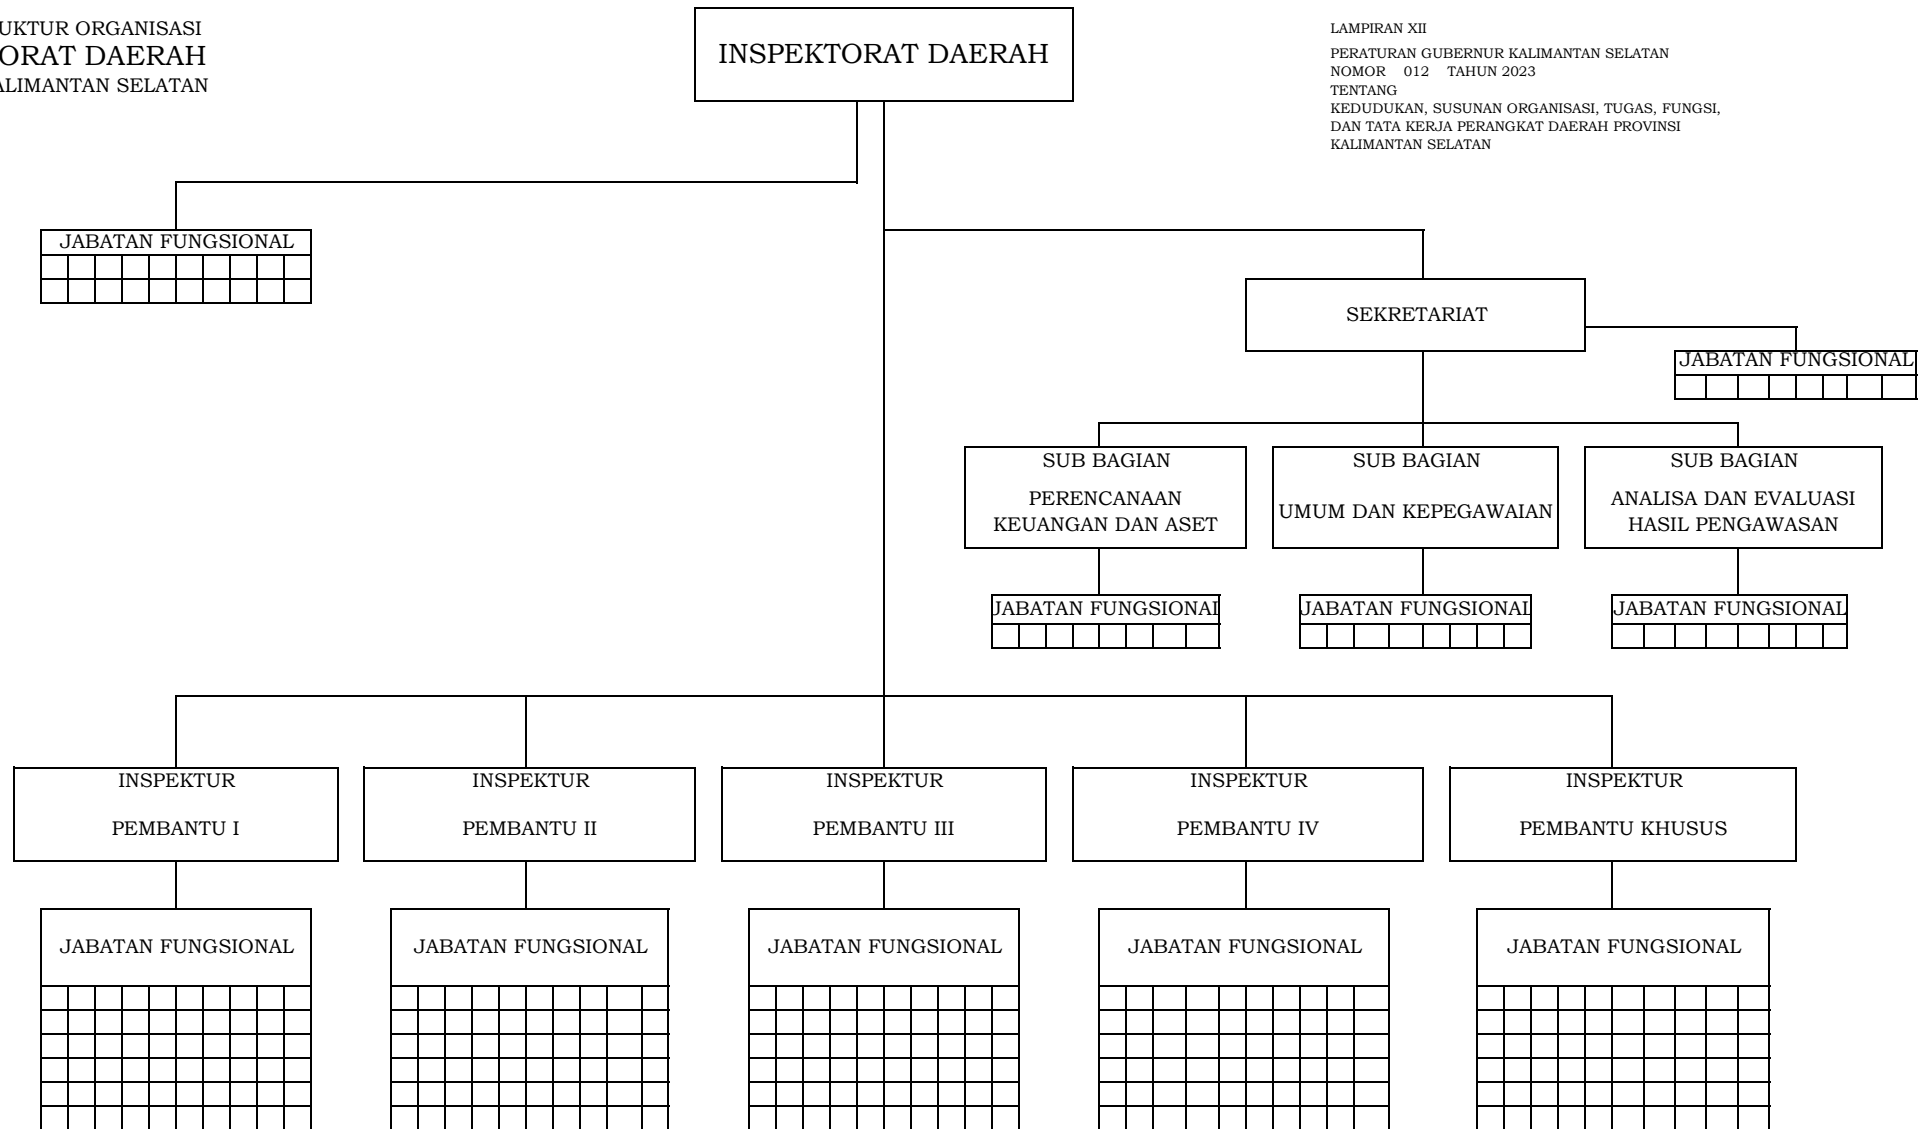 ORGANISASI
DAERAH
SELATAN
INSPEKTORAT DAERAH
LAMPIRAN XII
PERATURAN GUBERNUR KALIMANTAN SELATAN
NOMOR 012 TAHUN 2023
TENTANG
KEDUDUKAN, SUSUNAN ORGANISASI, TUGAS, FUNGSI,
DAN TATA KERJA PERANGKAT DAERAH PROVINSI
KALIMANTAN SELATAN
JABATAN FUNGSIONAL
SEKRETARIAT
JABATAN FUNGSIONAL
SUB BAGIAN
PERENCANAAN
KEUANGAN DAN ASET
SUB BAGIAN
UMUM DAN KEPEGAWAIAN
SUB BAGIAN
ANALISA DAN EVALUASI
HASIL PENGAWASAN
JABATAN FUNGSIONAL
JABATAN FUNGSIONAL
JABATAN FUNGSIONAL
INSPEKTUR
PEMBANTU I
INSPEKTUR
PEMBANTU II
INSPEKTUR
PEMBANTU III
INSPEKTUR
PEMBANTU IV
INSPEKTUR
PEMBANTU KHUSUS
JABATAN FUNGSIONAL
JABATAN FUNGSIONAL
JABATAN FUNGSIONAL
JABATAN FUNGSIONAL
JABATAN FUNGSIONAL